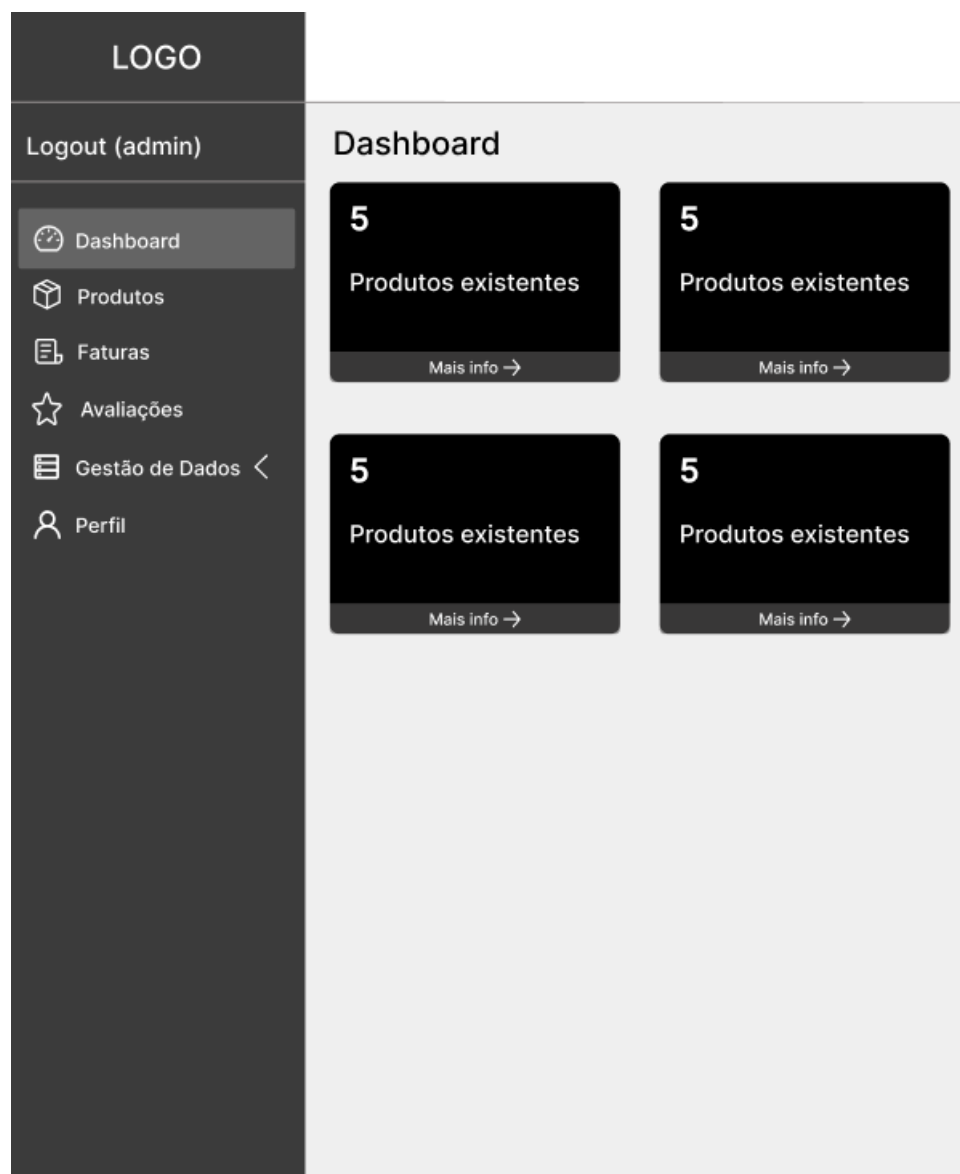 LOGO
Logout (admin)
Dashboard
Produtos
Faturas
Avaliações
Gestão de Dados
Perfil
Dashboard
5
Produtos existentes
Mais info →
5
Produtos existentes
Mais info →
5
Produtos existentes
Mais info →
5
Produtos existentes
Mais info →